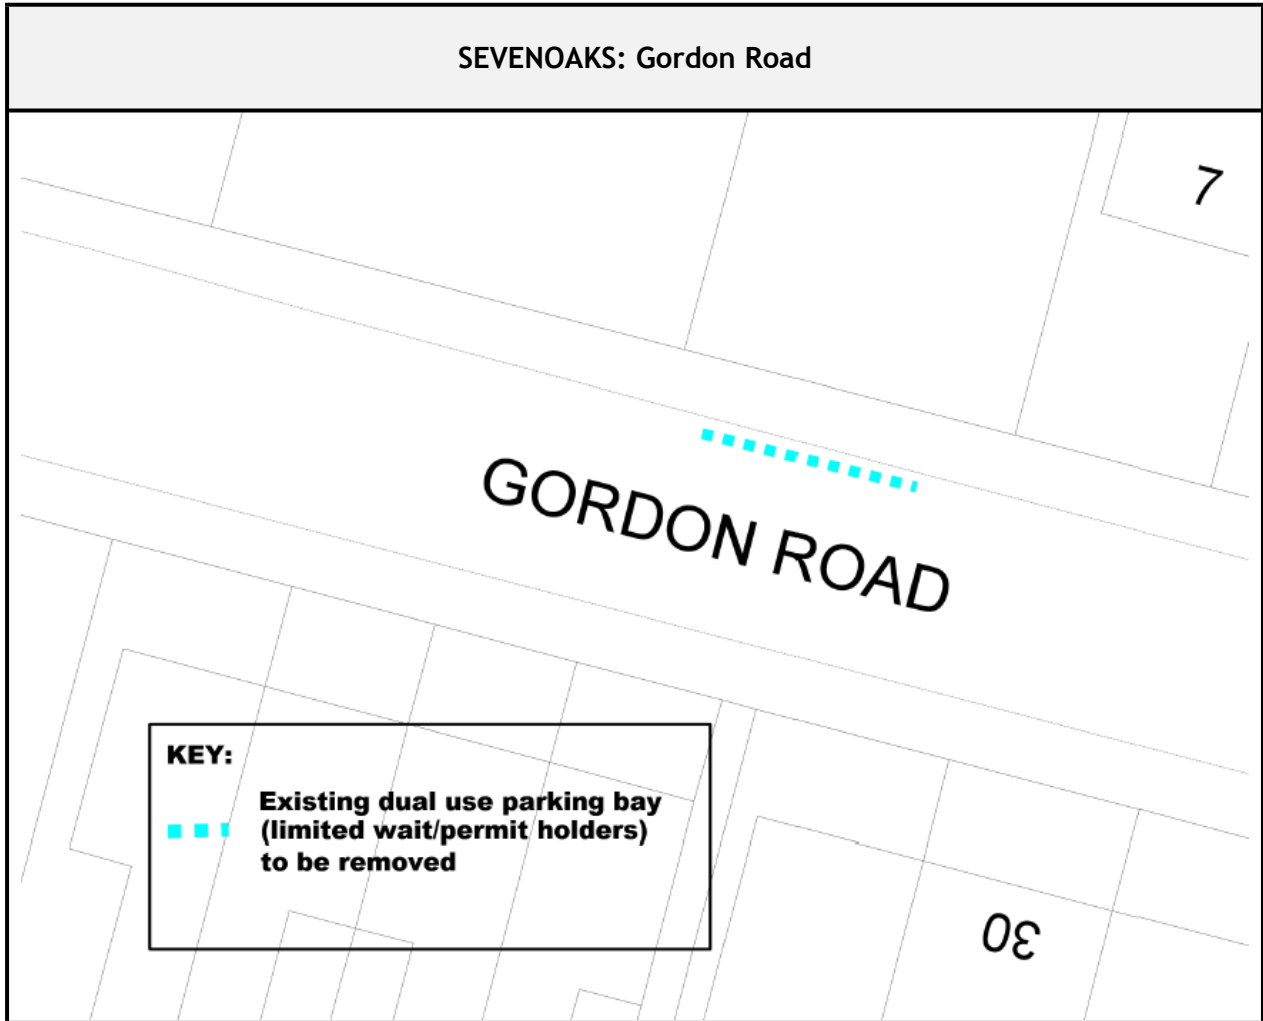 SEVENOAKS: Gordon Road
7
GORDON ROAD
KEY:
Existing dual use parking bay
(limited wait/permit holders)
to be removed
30